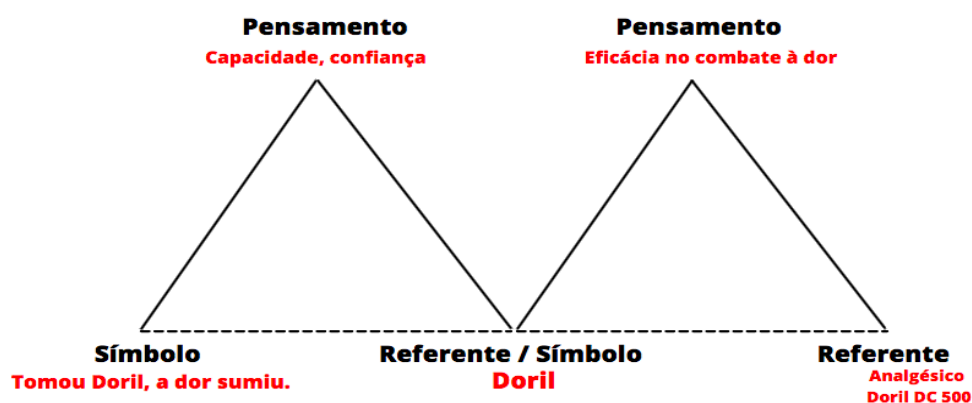 Pensamento
Capacidade, confiança
Pensamento
Eficácia no combate à dor
Símbolo
Tomou Doril, a dor sumiu.
Referente / Símbolo
Doril
Referente
Analgésico
Doril DC 500